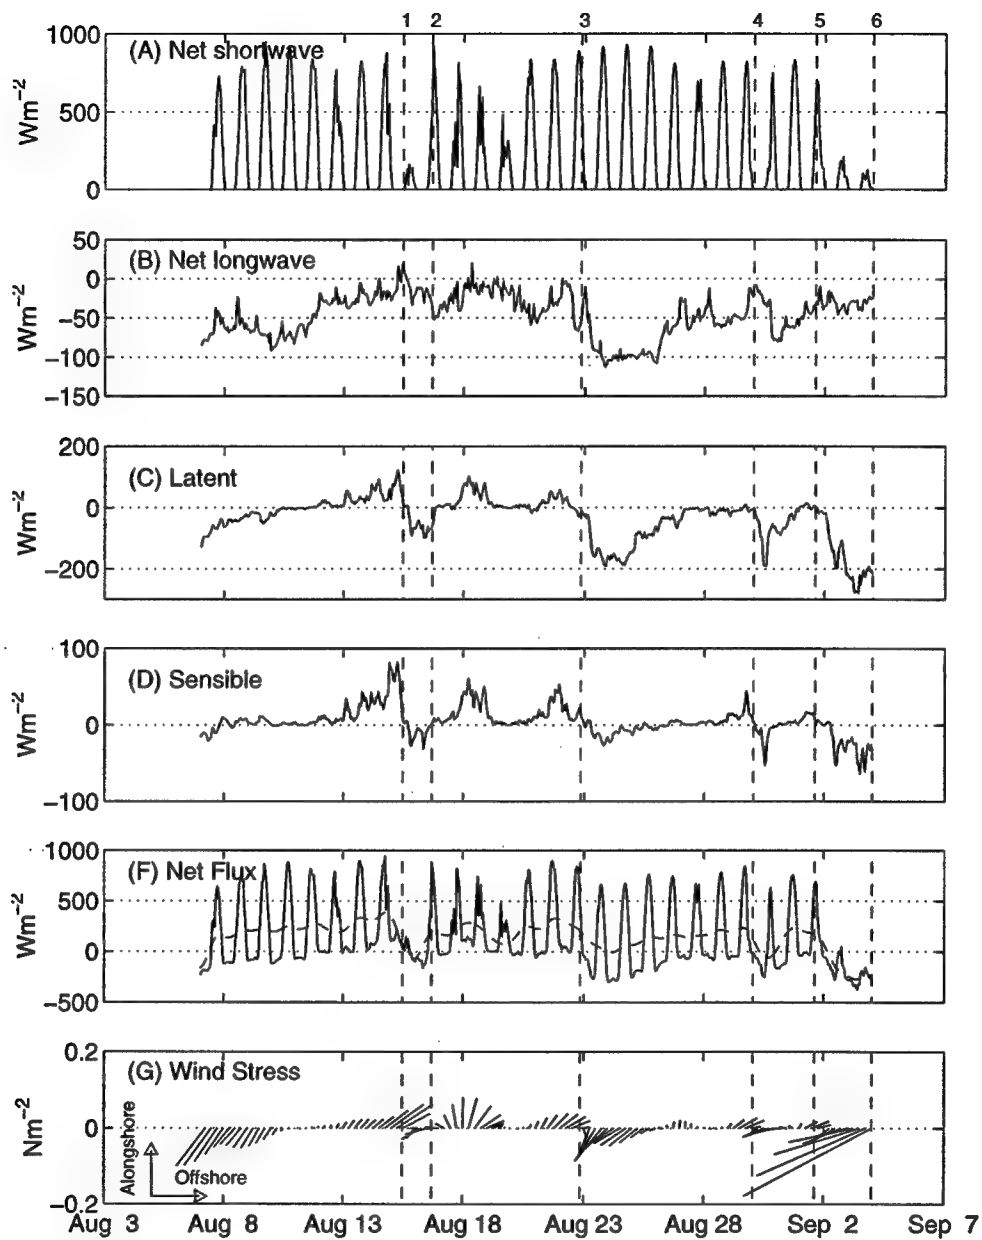 1 2 3 4 5 6
(A) Net shortwave
1000
500
0
Wm−2
(B) Net longwave
50
0
−50
−100
−150
Wm−2
(C) Latent
200
0
−200
Wm−2
(D) Sensible
100
0
−100
Wm−2
(F) Net Flux
1000
500
0
−500
Wm−2
(G) Wind Stress
0.2
0
−0.2
Nm−2
Alongshore
Offshore
Aug 3 Aug 8 Aug 13 Aug 18 Aug 23 Aug 28 Sep 2 Sep 7